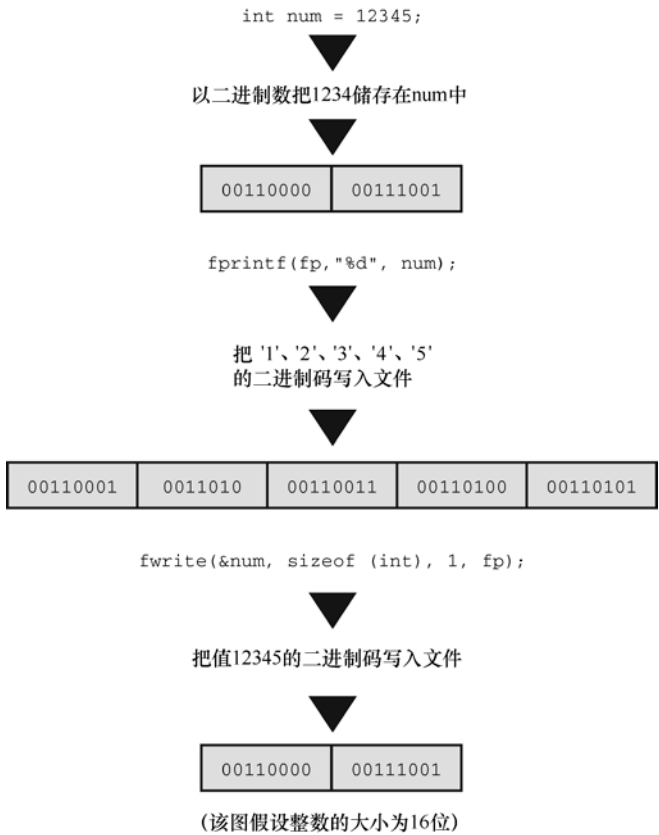 int num = 12345;
以二进制数把1234储存在num中
00110000 00111001
fprintf(fp,"%d", num);
把 '1'、'2'、'3'、'4'、'5'
的二进制码写入文件
00110001 0011010 00110011 00110100 00110101
fwrite(&num, sizeof (int), 1, fp);
把值12345的二进制码写入文件
00110000 00111001
(该图假设整数的大小为16位)